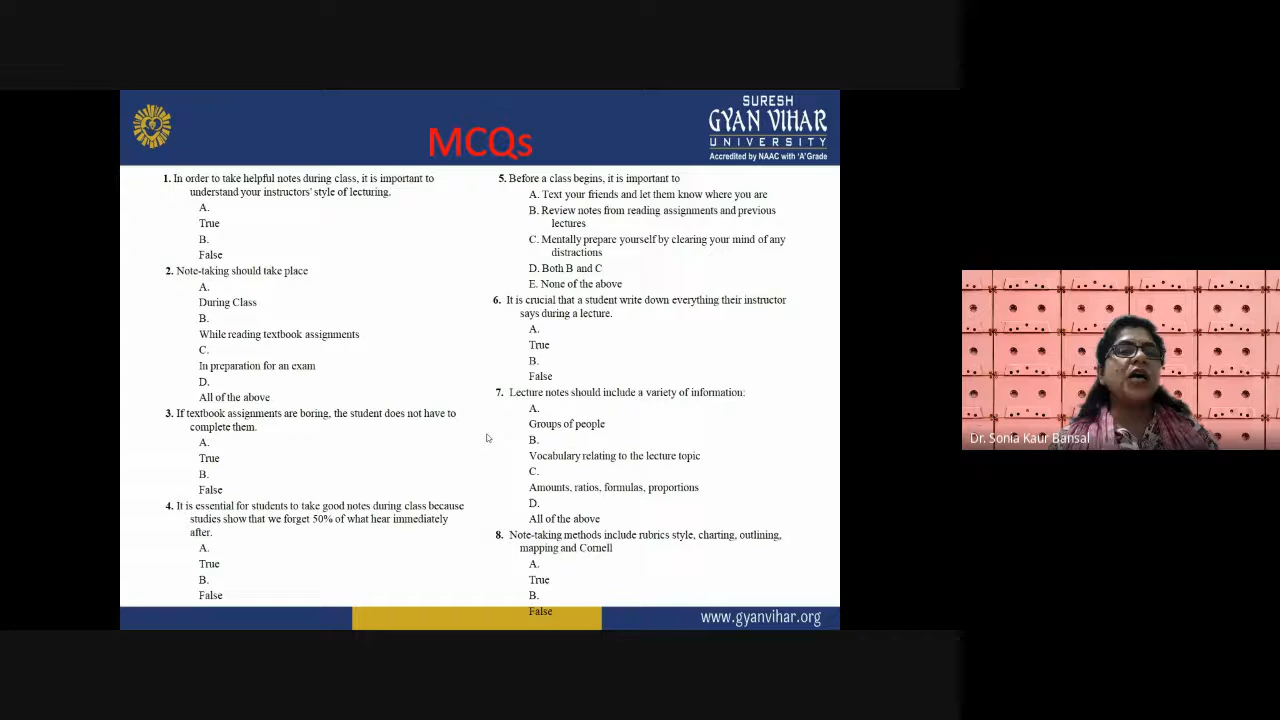 MCQs
SURESH
GYAN VIHAR
UNIVERSITY
Accredited by NAAC with 'A' Grade
1. In order to take helpful notes during class, it is important to
understand your instructors' style of lecturing.
A.
True
B.
False
2. Note-taking should take place
A.
During Class
B.
While reading textbook assignments
C.
In preparation for an exam
D.
All of the above
3. If textbook assignments are boring, the student does not have to
complete them.
A.
True
B.
False
4. It is essential for students to take good notes during class because
studies show that we forget 50% of what hear immediately
after.
A.
True
B.
False
5. Before a class begins, it is important to
A. Text your friends and let them know where you are
B. Review notes from reading assignments and previous
lectures
C. Mentally prepare yourself by clearing your mind of any
distractions
D. Both B and C
E. None of the above
6. It is crucial that a student write down everything their instructor
says during a lecture.
A.
True
B.
False
7. Lecture notes should include a variety of information:
A.
Groups of people
B.
Vocabulary relating to the lecture topic
C.
Amounts, ratios, formulas, proportions
D.
All of the above
8. Note-taking methods include rubrics style, charting, outlining,
mapping and Cornell
A.
True
B.
False
www.gyanvihar.org
Dr. Sonia Kaur Bansal